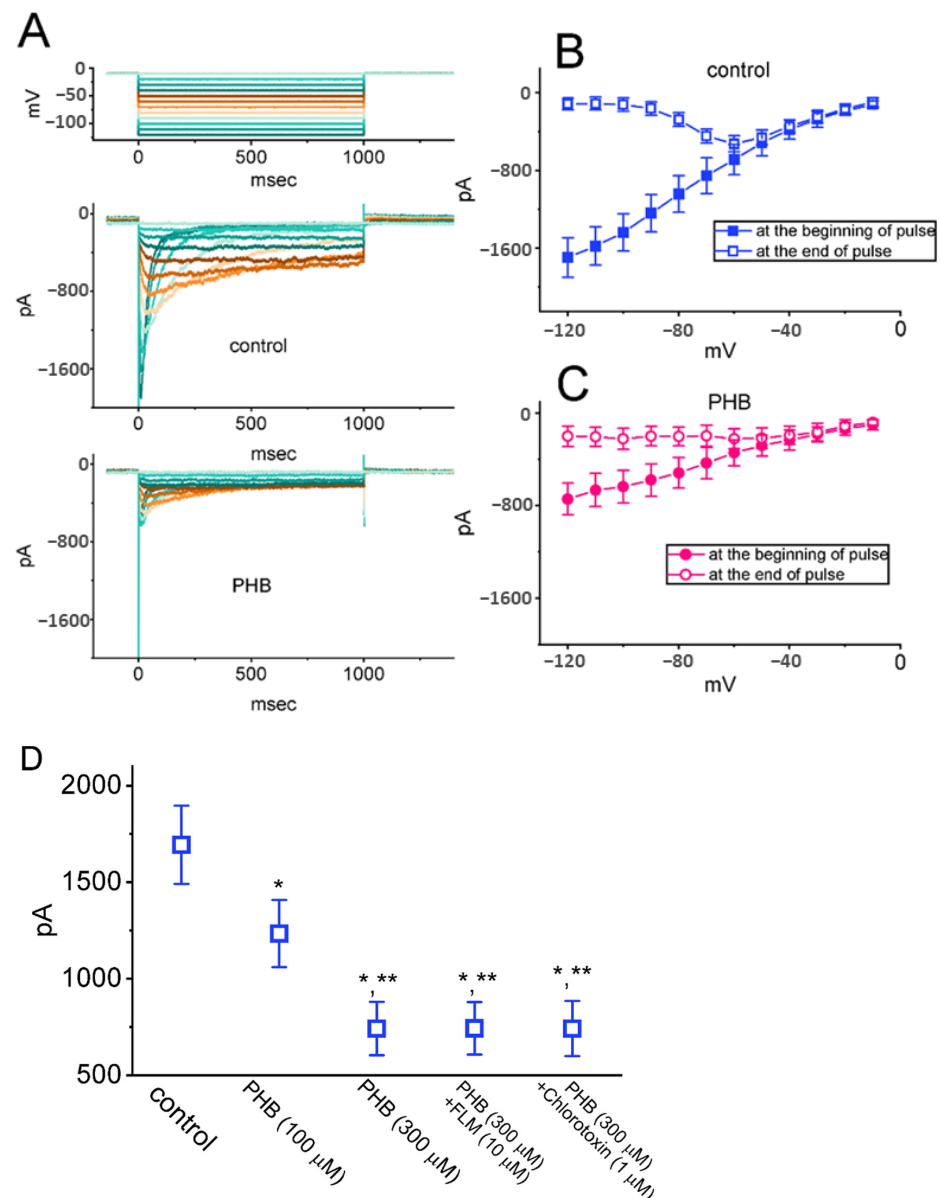 A
0
−50
−100
mV
0
500
1000
msec
0
−800
−1600
pA
control
0
500
1000
msec
0
−800
−1600
pA
PHB
0
500
1000
msec
B
control
0
−800
−1600
pA
at the beginning of pulse
at the end of pulse
−120
−80
−40
0
mV
C
PHB
0
−800
−1600
pA
at the beginning of pulse
at the end of pulse
−120
−80
−40
0
mV
D
2000
1500
1000
500
pA
*
*,**
*,**
*,**
control
PHB (100 μM)
PHB (300 μM)
PHB (300 μM)
+FLM (10 μM)
PHB (300 μM)
+Chlorotoxin (1 μM)